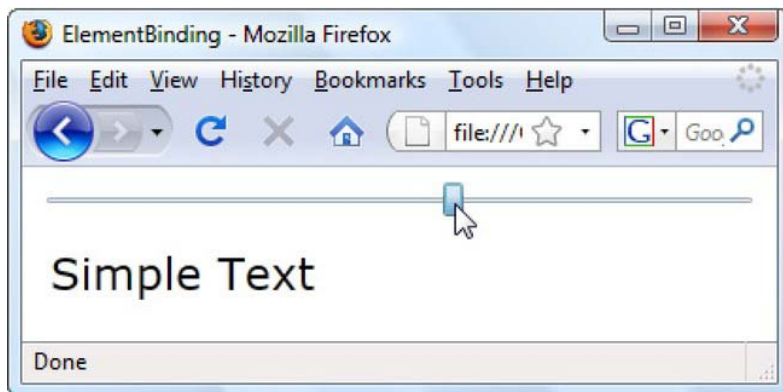 ElementBinding - Mozilla Firefox
File Edit View History Bookmarks Tools Help
file:/// G Goo
Simple Text
Done